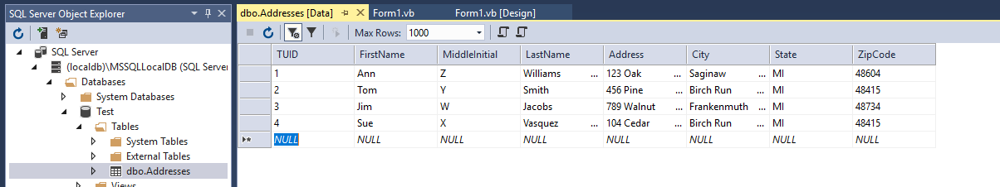 SQL Server Object Explorer
dbo.Addresses [Data] Form1.vb Form1.vb [Design]
Max Rows: 1000
SQL Server
(localdb)\MSSQLLocalDB (SQL Server
Databases
System Databases
Test
Tables
System Tables
External Tables
dbo.Addresses
Views
TUID FirstName MiddleInitial LastName Address City State ZipCode
1 Ann Z Williams ... 123 Oak ... Saginaw ... MI 48604
2 Tom Y Smith ... 456 Pine ... Birch Run ... MI 48415
3 Jim W Jacobs ... 789 Walnut ... Frankenmuth ... MI 48734
4 Sue X Vasquez ... 104 Cedar ... Birch Run ... MI 48415
NULL NULL NULL NULL NULL NULL NULL NULL